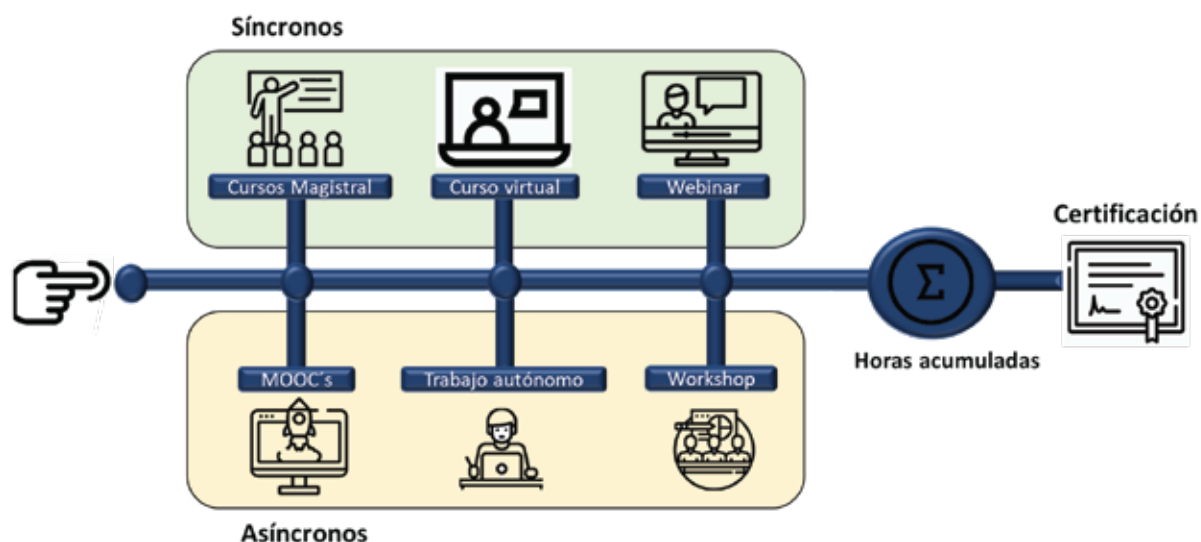 Síncronos
Cursos Magistral
Curso virtual
Webinar
Certificación
Σ
Horas acumuladas
MOOC´s
Trabajo autónomo
Workshop
Asíncronos